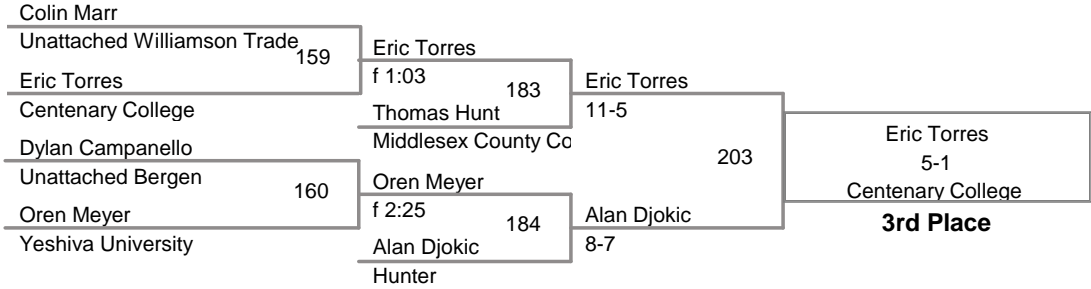 Colin Marr
Unattached Williamson Trade
159
Eric Torres
Centenary College
Dylan Campanello
Unattached Bergen
160
Oren Meyer
Yeshiva University
Eric Torres
f 1:03
183
Thomas Hunt
Middlesex County Co
Oren Meyer
f 2:25
184
Alan Djokic
Hunter
Eric Torres
11-5
203
Alan Djokic
8-7
Eric Torres
5-1
Centenary College
3rd Place